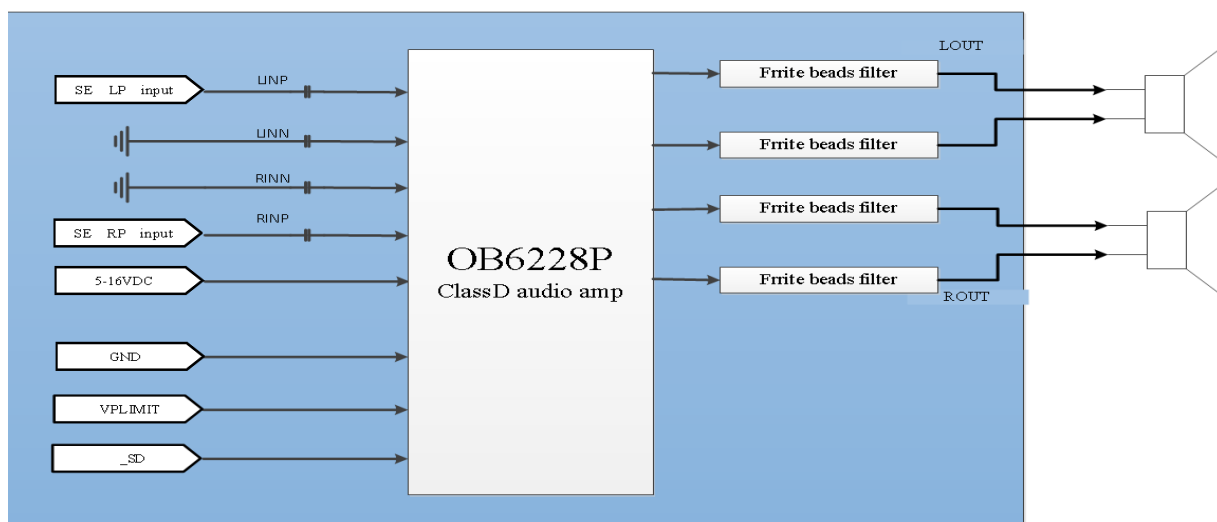 LOUT
Frrite beads filter
SE LP input
LINP
LINN
Frrite beads filter
RINN
Frrite beads filter
SE RP input
RINP
OB6228P
ClassD audio amp
5-16VDC
Frrite beads filter
ROUT
GND
VPLIMIT
_SD